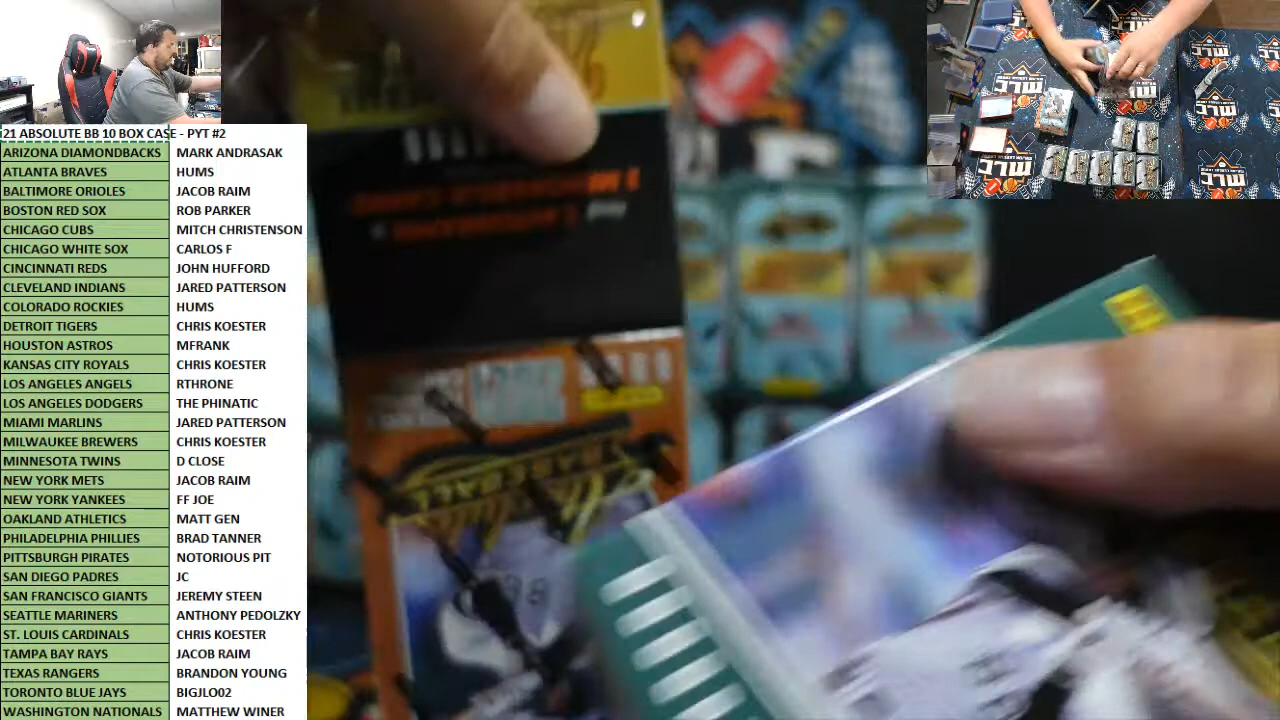 21 ABSOLUTE BB 10 BOX CASE - PYT #2
ARIZONA DIAMONDBACKS MARK ANDRASAK
ATLANTA BRAVES HUMS
BALTIMORE ORIOLES JACOB RAIM
BOSTON RED SOX ROB PARKER
CHICAGO CUBS MITCH CHRISTENSON
CHICAGO WHITE SOX CARLOS F
CINCINNATI REDS JOHN HUFFORD
CLEVELAND INDIANS JARED PATTERSON
COLORADO ROCKIES HUMS
DETROIT TIGERS CHRIS KOESTER
HOUSTON ASTROS MFRANK
KANSAS CITY ROYALS CHRIS KOESTER
LOS ANGELES ANGELS RTHRONE
LOS ANGELES DODGERS THE PHINATIC
MIAMI MARLINS JARED PATTERSON
MILWAUKEE BREWERS CHRIS KOESTER
MINNESOTA TWINS D CLOSE
NEW YORK METS JACOB RAIM
NEW YORK YANKEES FF JOE
OAKLAND ATHLETICS MATT GEN
PHILADELPHIA PHILLIES BRAD TANNER
PITTSBURGH PIRATES NOTORIOUS PIT
SAN DIEGO PADRES JC
SAN FRANCISCO GIANTS JEREMY STEEN
SEATTLE MARINERS ANTHONY PEDOLZKY
ST. LOUIS CARDINALS CHRIS KOESTER
TAMPA BAY RAYS JACOB RAIM
TEXAS RANGERS BRANDON YOUNG
TORONTO BLUE JAYS BIGJLO02
WASHINGTON NATIONALS MATTHEW WINER
BASEBALL